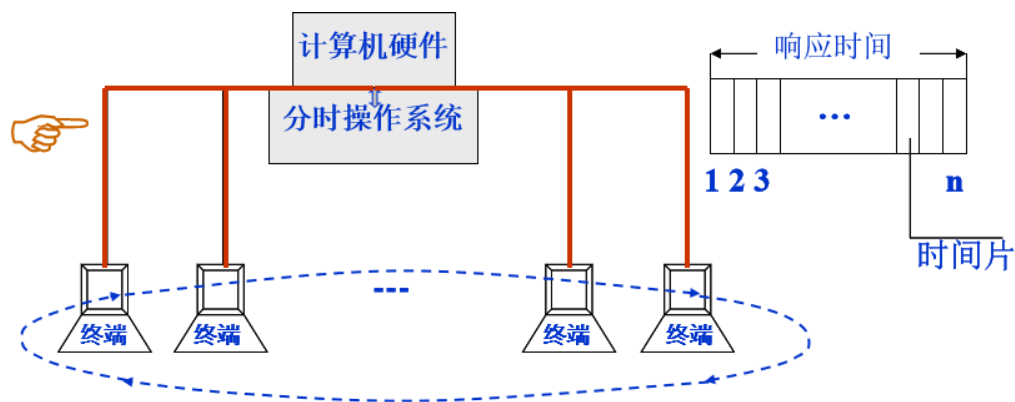 计算机硬件
分时操作系统
响应时间
...
1 2 3
n
时间片
---
终端
终端
终端
终端